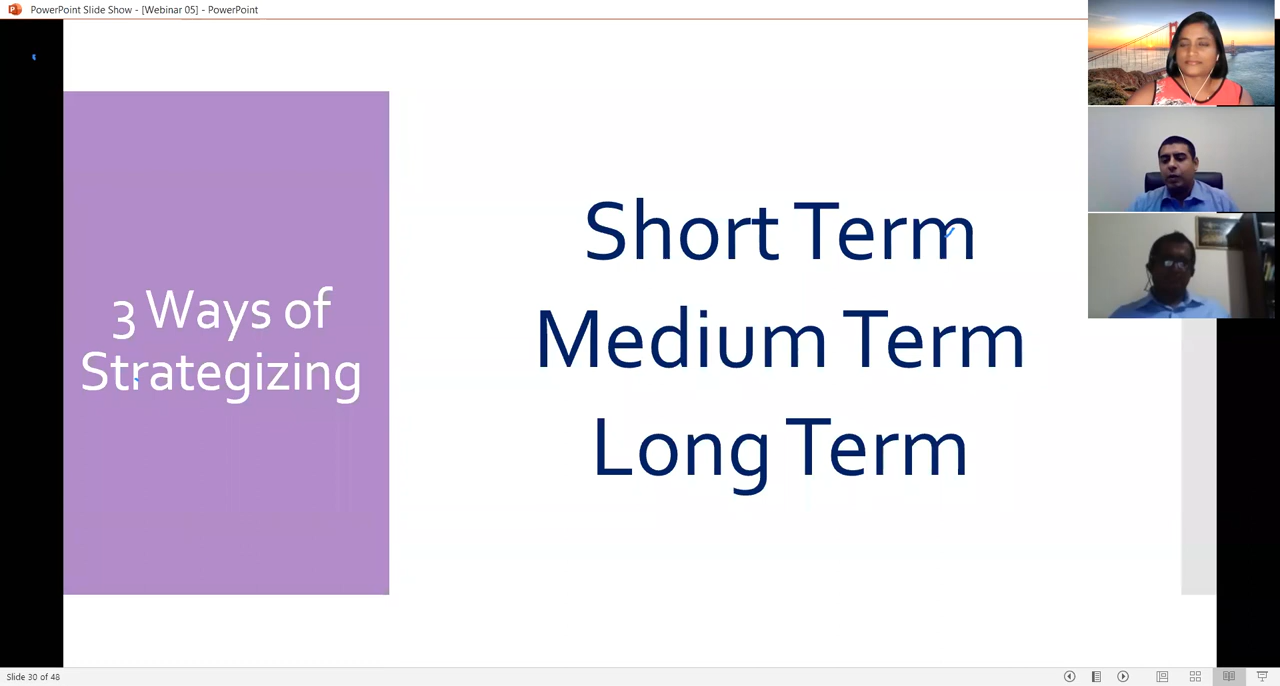 PowerPoint Slide Show - [Webinar 05] - PowerPoint
3 Ways of
Strategizing
Short Term
Medium Term
Long Term
Slide 30 of 48